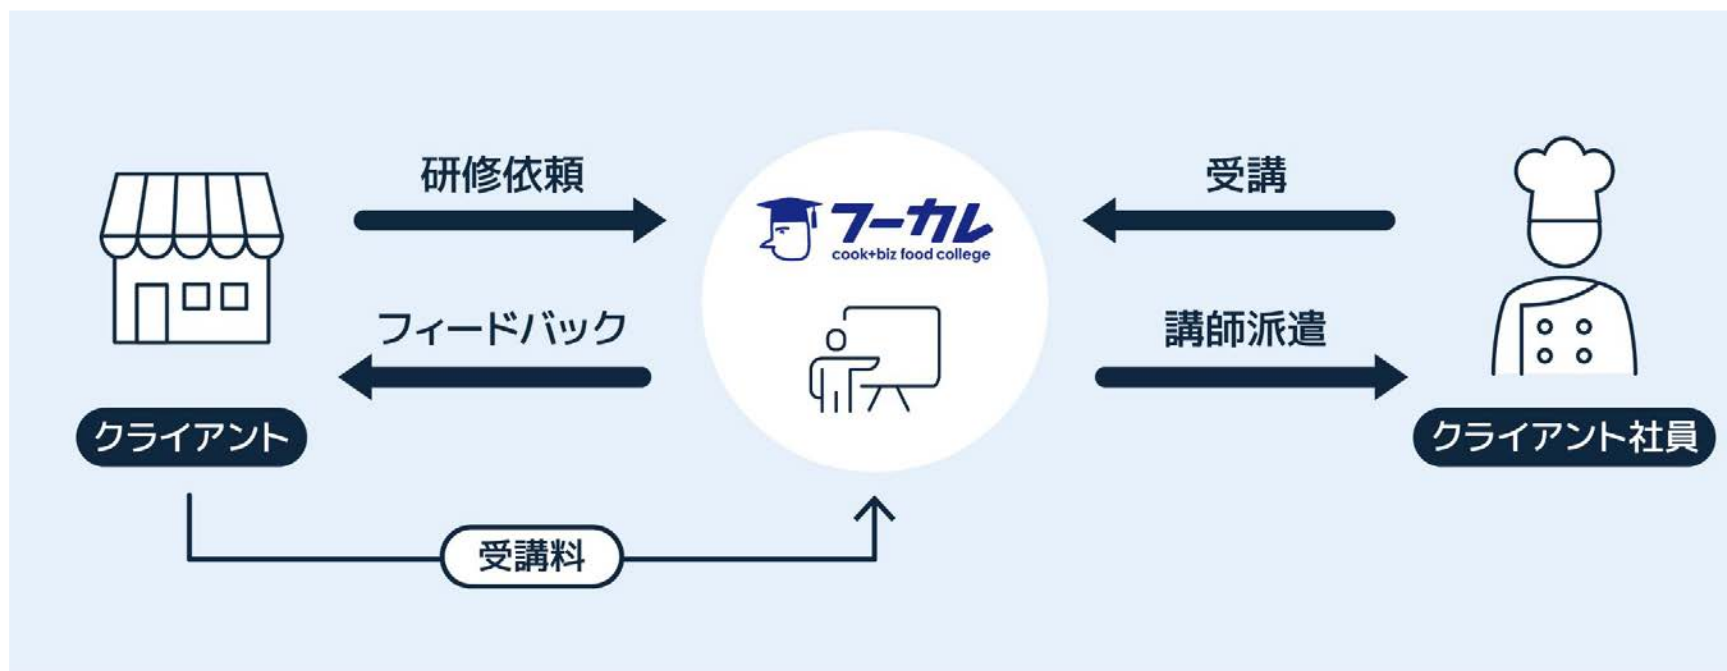 研修依頼
受講
フーカレ
cook+biz food college
フィードバック
講師派遣
クライアント
クライアント社員
受講料